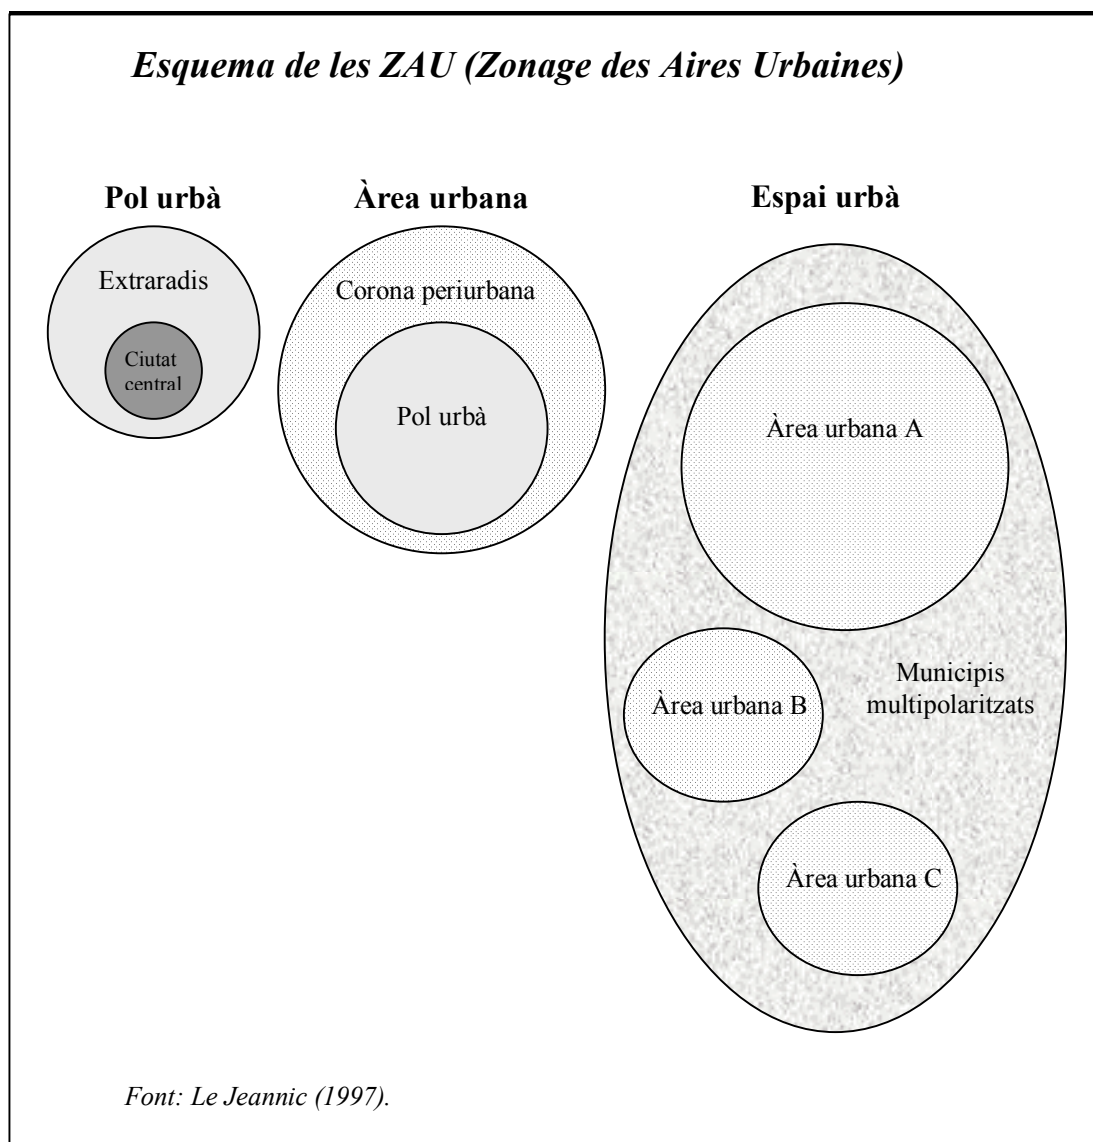 Esquema de les ZAU (Zonage des Aires Urbaines)
Pol urbà
Extraradis
Ciutat
central
Àrea urbana
Corona periurbana
Pol urbà
Espai urbà
Àrea urbana A
Àrea urbana B
Municipis
multipolaritzats
Àrea urbana C
Font: Le Jeannic (1997).